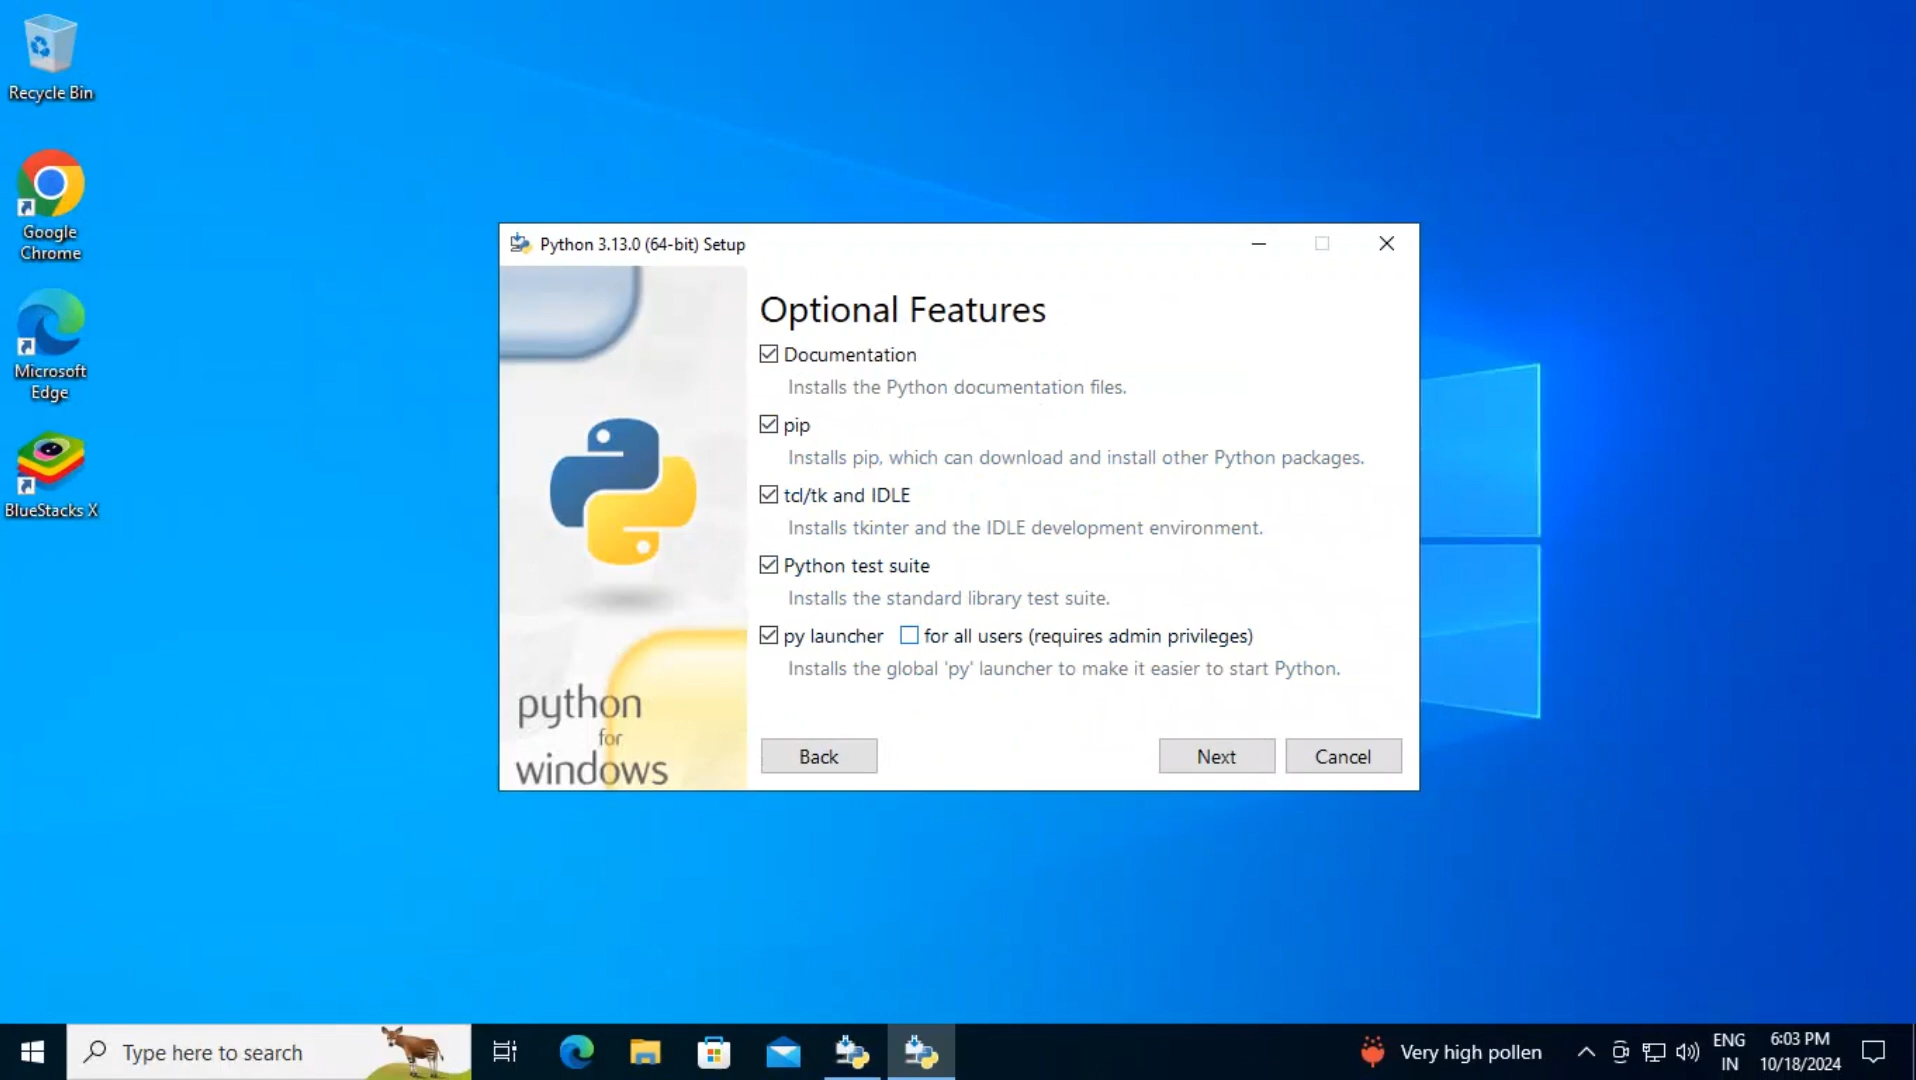 Recycle Bin
Google
Chrome
Microsoft
Edge
BlueStacks X
Python 3.13.0 (64-bit) Setup
Optional Features
Documentation
Installs the Python documentation files.
pip
Installs pip, which can download and install other Python packages.
tcl/tk and IDLE
Installs tkinter and the IDLE development environment.
Python test suite
Installs the standard library test suite.
py launcher for all users (requires admin privileges)
Installs the global 'py' launcher to make it easier to start Python.
python
for
windows
Back
Next
Cancel
Type here to search
Very high pollen
ENG
IN
6:03 PM
10/18/2024